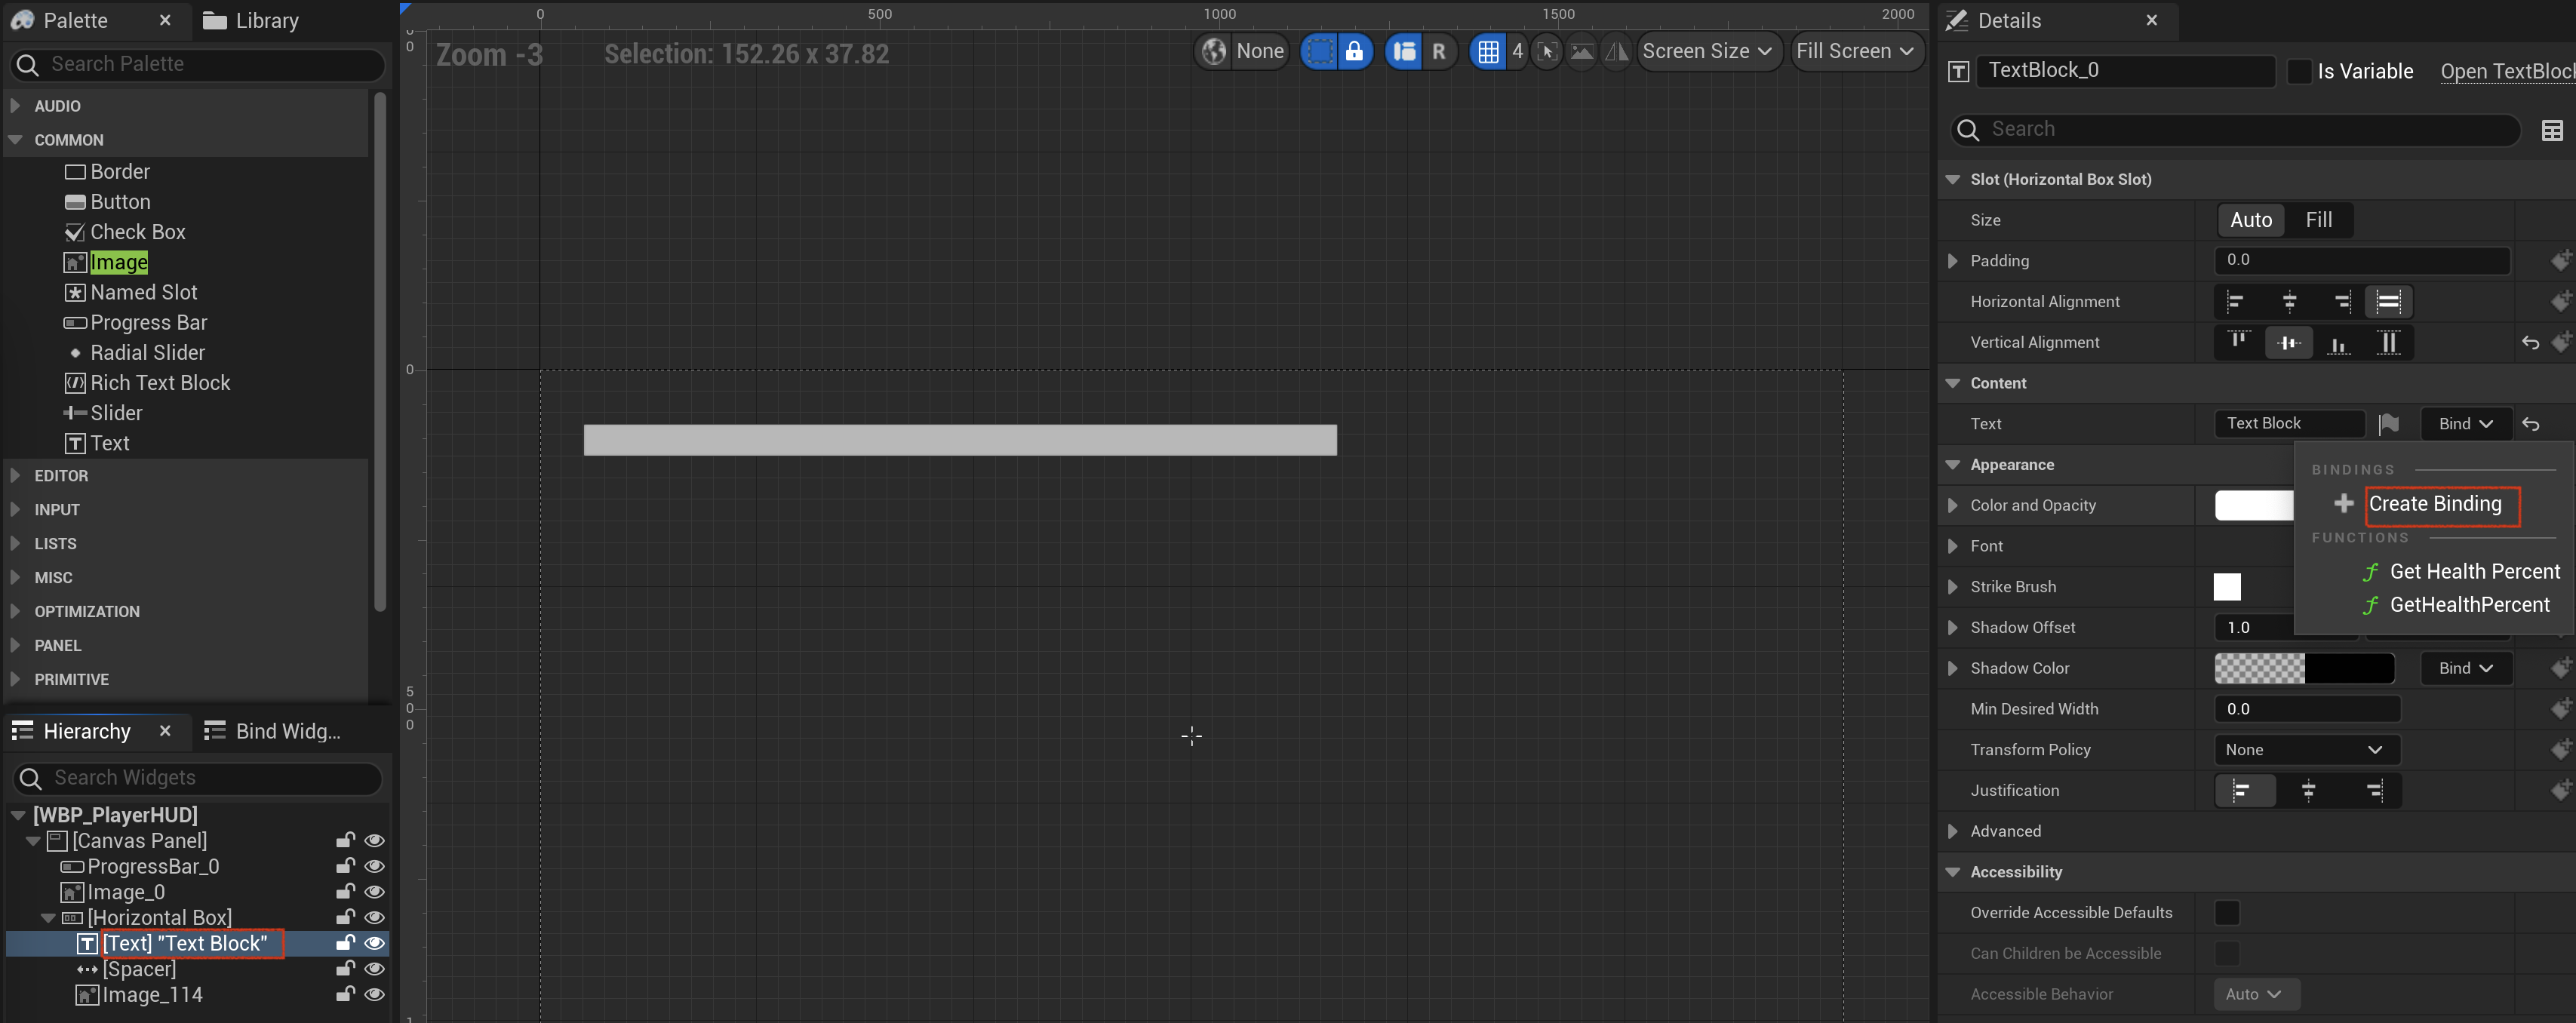 Palette
Library
Search Palette
AUDIO
COMMON
Border
Button
Check Box
Image
Named Slot
Progress Bar
Radial Slider
Rich Text Block
Slider
Text
EDITOR
INPUT
LISTS
MISC
OPTIMIZATION
PANEL
PRIMITIVE
Hierarchy
Bind Widg...
Search Widgets
[WBP_PlayerHUD]
[Canvas Panel]
ProgressBar_0
Image_0
[Horizontal Box]
[Text] "Text Block"
[Spacer]
Image_114
0 500 1000 1500 2000
0
0
5
0
0
1
Zoom -3
Selection: 152.26 x 37.82
None
R
4
Screen Size
Fill Screen
Details
TextBlock_0
Is Variable
Open TextBlock
Search
Slot (Horizontal Box Slot)
Size
Auto Fill
Padding
0.0
Horizontal Alignment
Vertical Alignment
Content
Text
Text Block
Bind
Appearance
Color and Opacity
Font
Strike Brush
Shadow Offset
1.0
Shadow Color
Bind
Min Desired Width
0.0
Transform Policy
None
Justification
Advanced
Accessibility
Override Accessible Defaults
Can Children be Accessible
Accessible Behavior
Auto
BINDINGS
Create Binding
FUNCTIONS
Get Health Percent
GetHealthPercent